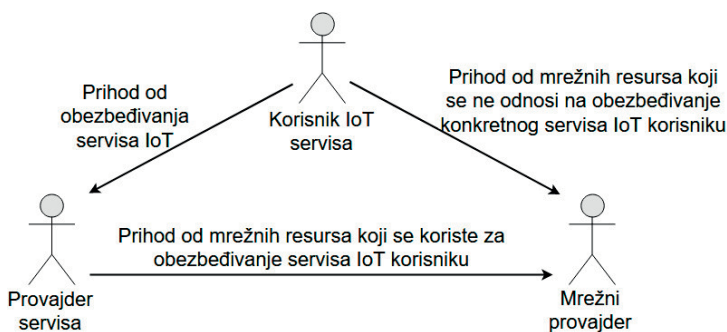 Prihod od
obezbeđivanja
servisa IoT
Korisnik IoT
servisa
Prihod od mrežnih resursa koji
se ne odnosi na obezbeđivanje
konkretnog servisa IoT korisniku
Prihod od mrežnih resursa koji se koriste za
obezbeđivanje servisa IoT korisniku
Provajder
servisa
Mrežni
provajder